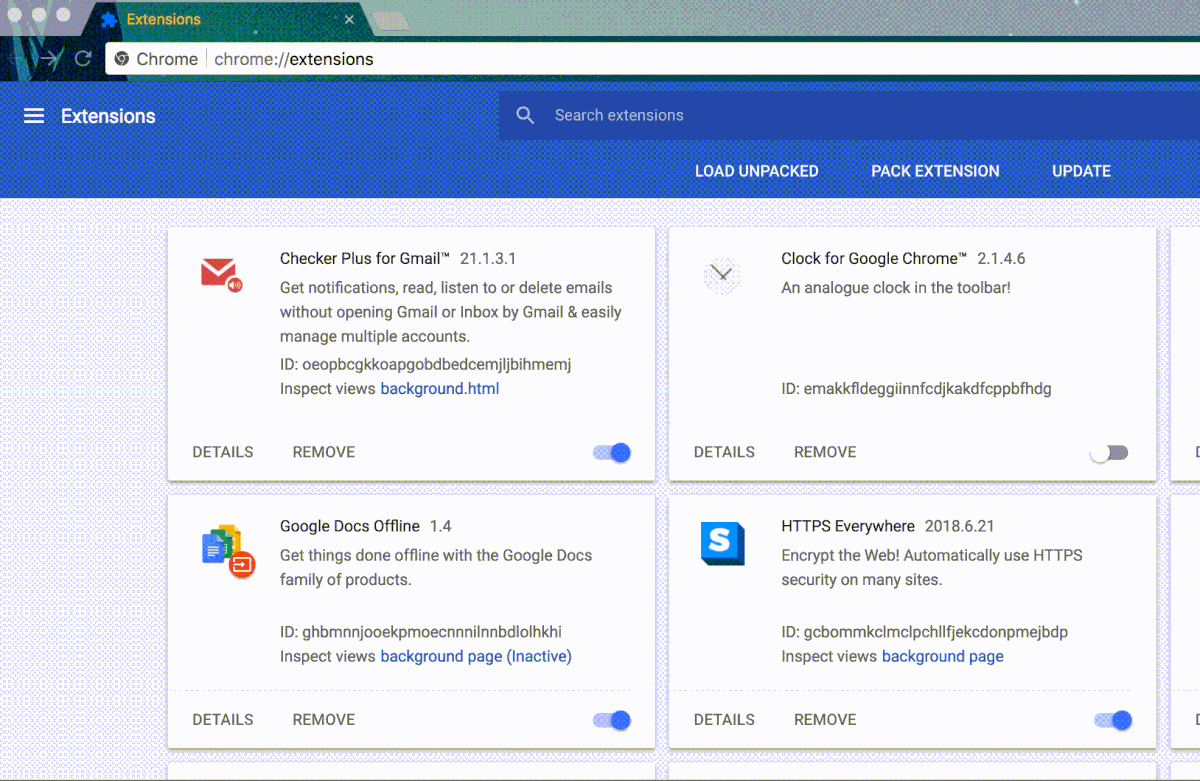 Extensions
Chrome chrome://extensions
Extensions
Search extensions
LOAD UNPACKED PACK EXTENSION UPDATE
Checker Plus for Gmail™ 21.1.3.1
Get notifications, read, listen to or delete emails
without opening Gmail or Inbox by Gmail & easily
manage multiple accounts.
ID: oeopbcgkkoapgobdbedcemjljbihmemj
Inspect views background.html
DETAILS REMOVE
Clock for Google Chrome™ 2.1.4.6
An analogue clock in the toolbar!
ID: emakkfldeggiinnfcdjkakdfcppbfhdg
DETAILS REMOVE
Google Docs Offline 1.4
Get things done offline with the Google Docs
family of products.
ID: ghbmnnjooekpmoecnnnilnnbdlolhkhi
Inspect views background page (Inactive)
DETAILS REMOVE
HTTPS Everywhere 2018.6.21
Encrypt the Web! Automatically use HTTPS
security on many sites.
ID: gcbommkclmclpchllfjekcdonpmejbdp
Inspect views background page
DETAILS REMOVE